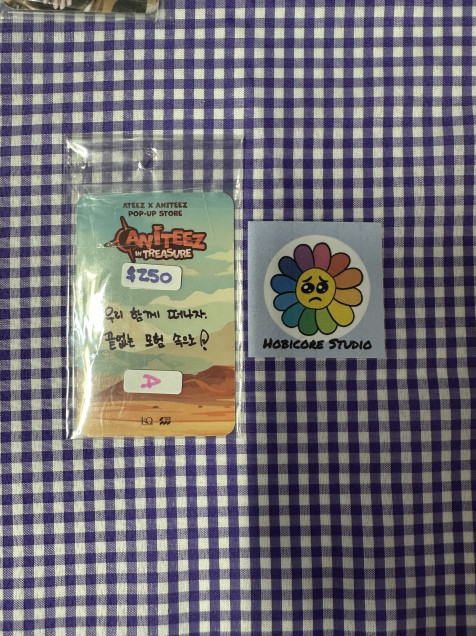 ATEEZ X ANITEEZ
POP-UP STORE
ANITEEZ
IN TREASURE
$250
우리 함께 떠나자.
끝없는 모험 속으로
D
HOBICORE STUDIO